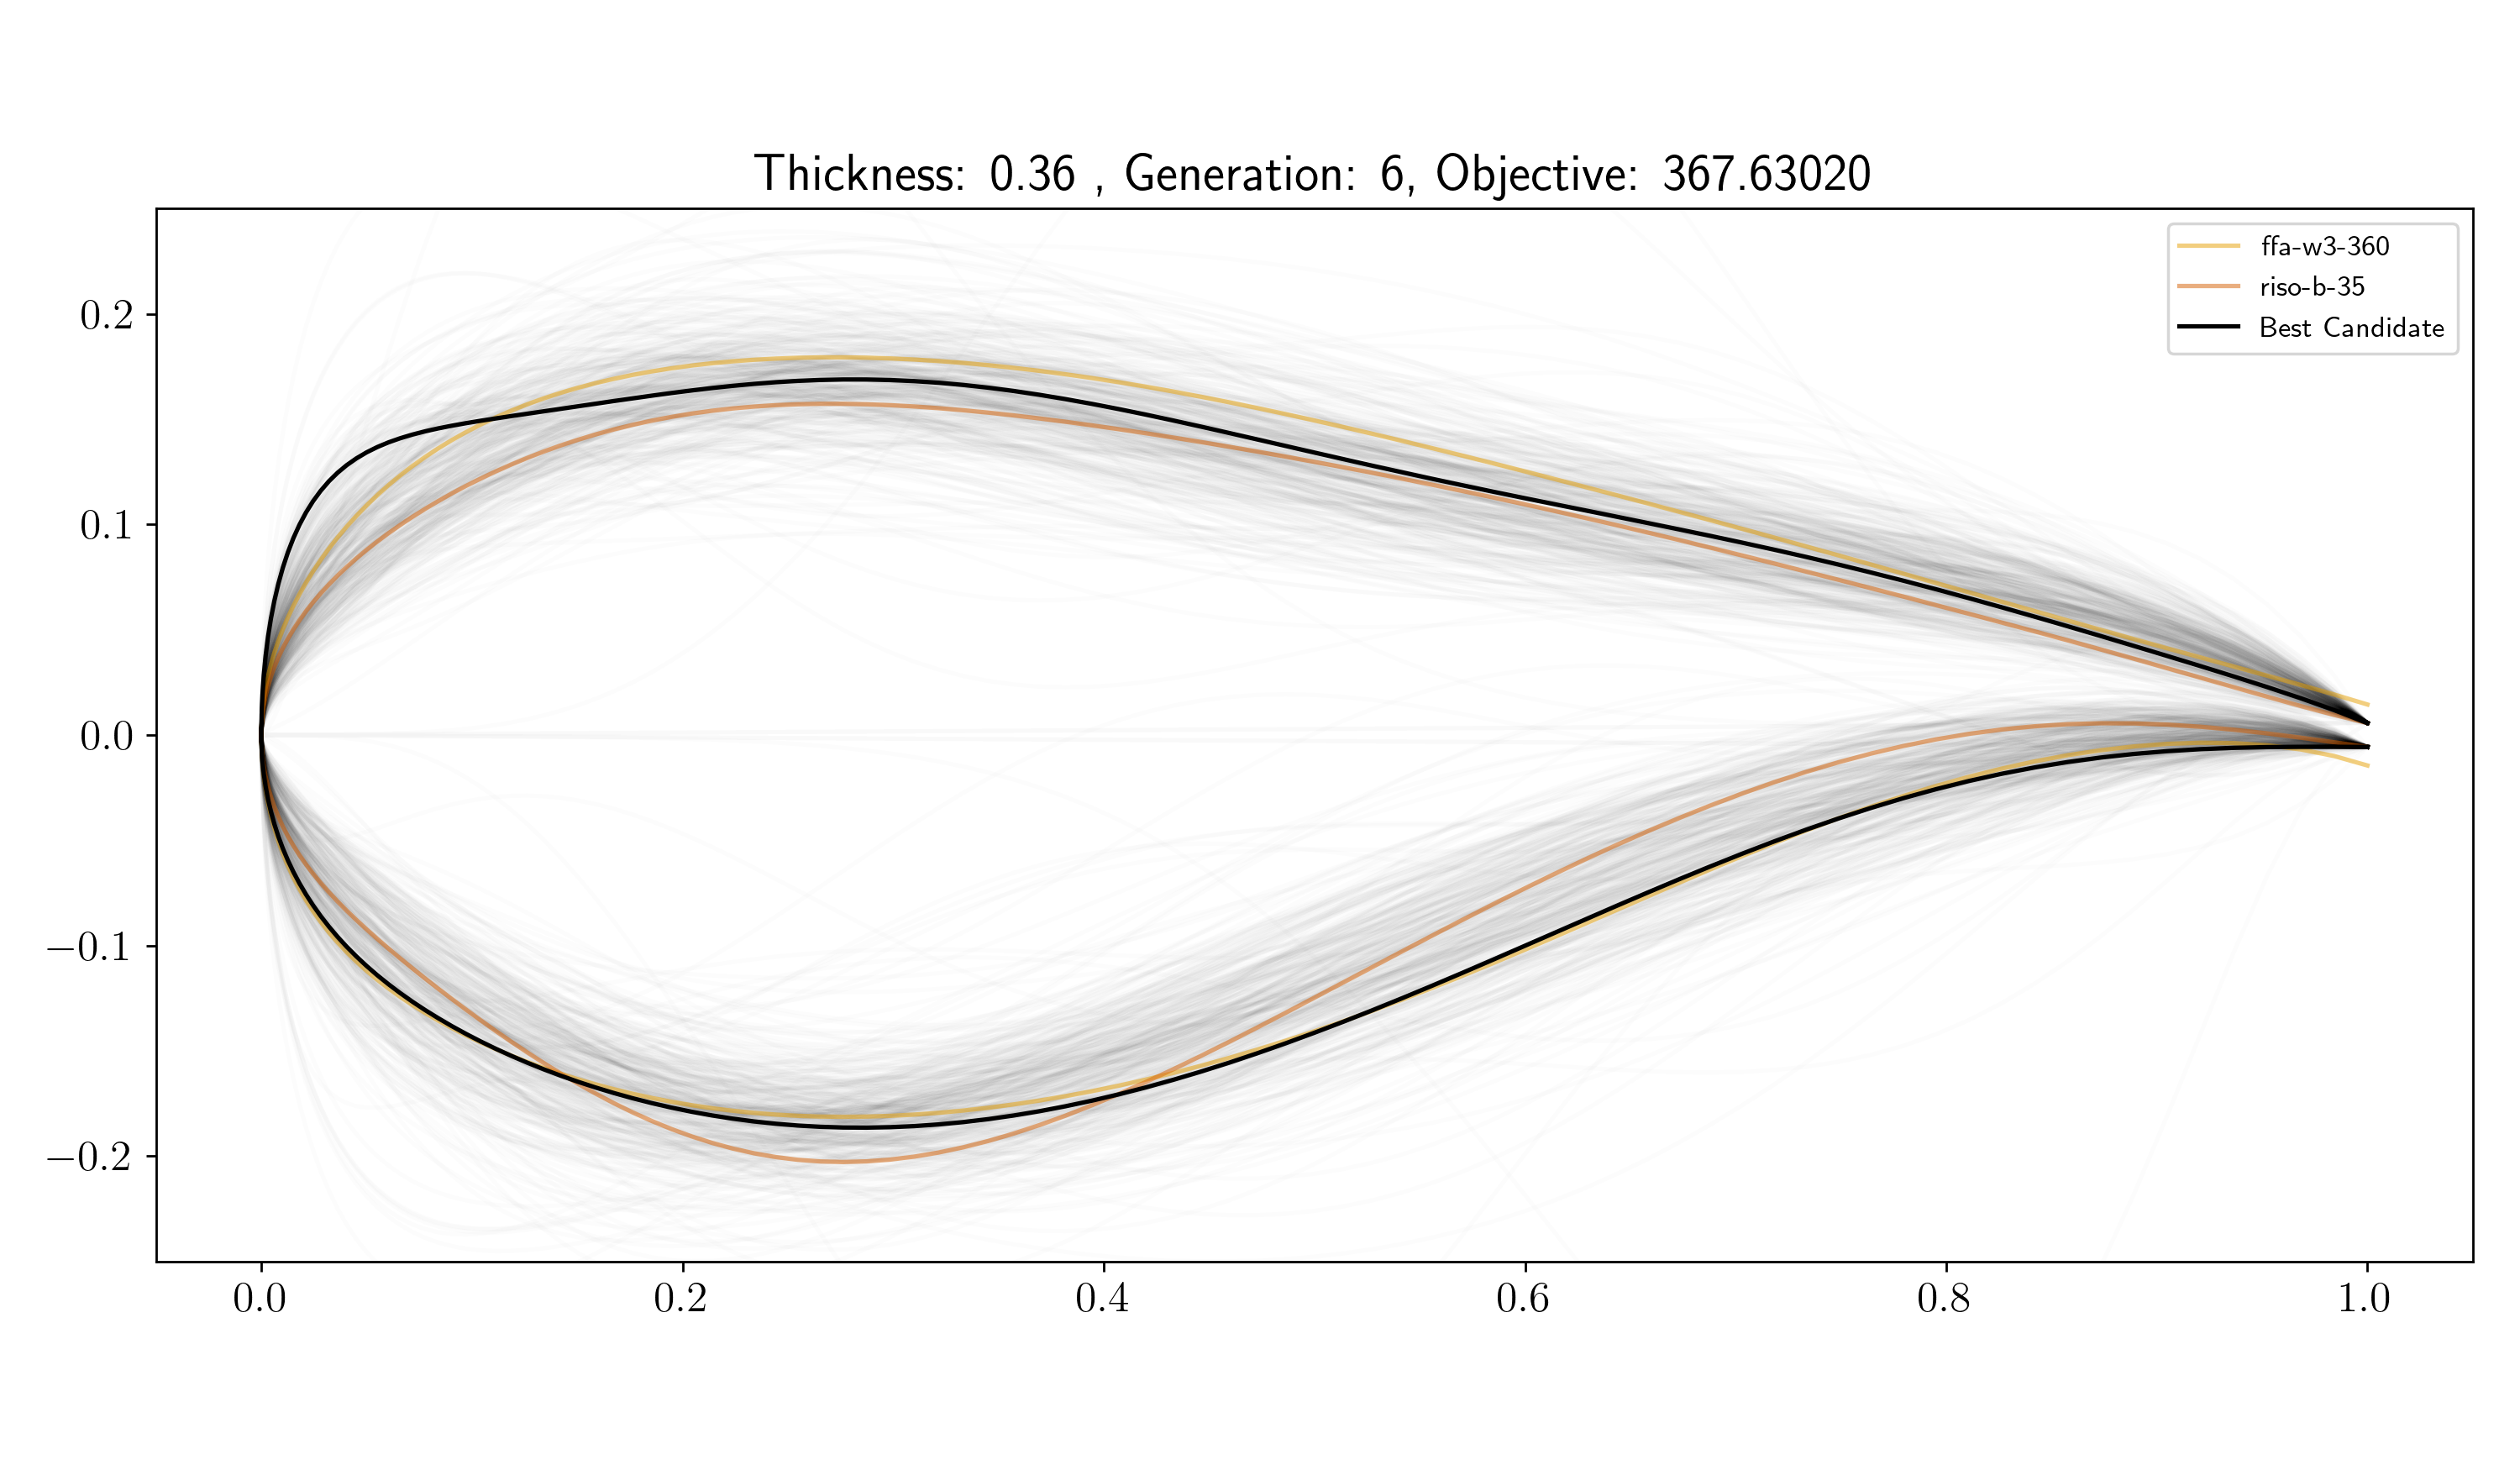 Thickness: 0.36 , Generation: 6, Objective: 367.63020
ffa-w3-360
riso-b-35
Best Candidate
0.2
0.1
0.0
−0.1
−0.2
0.0 0.2 0.4 0.6 0.8 1.0